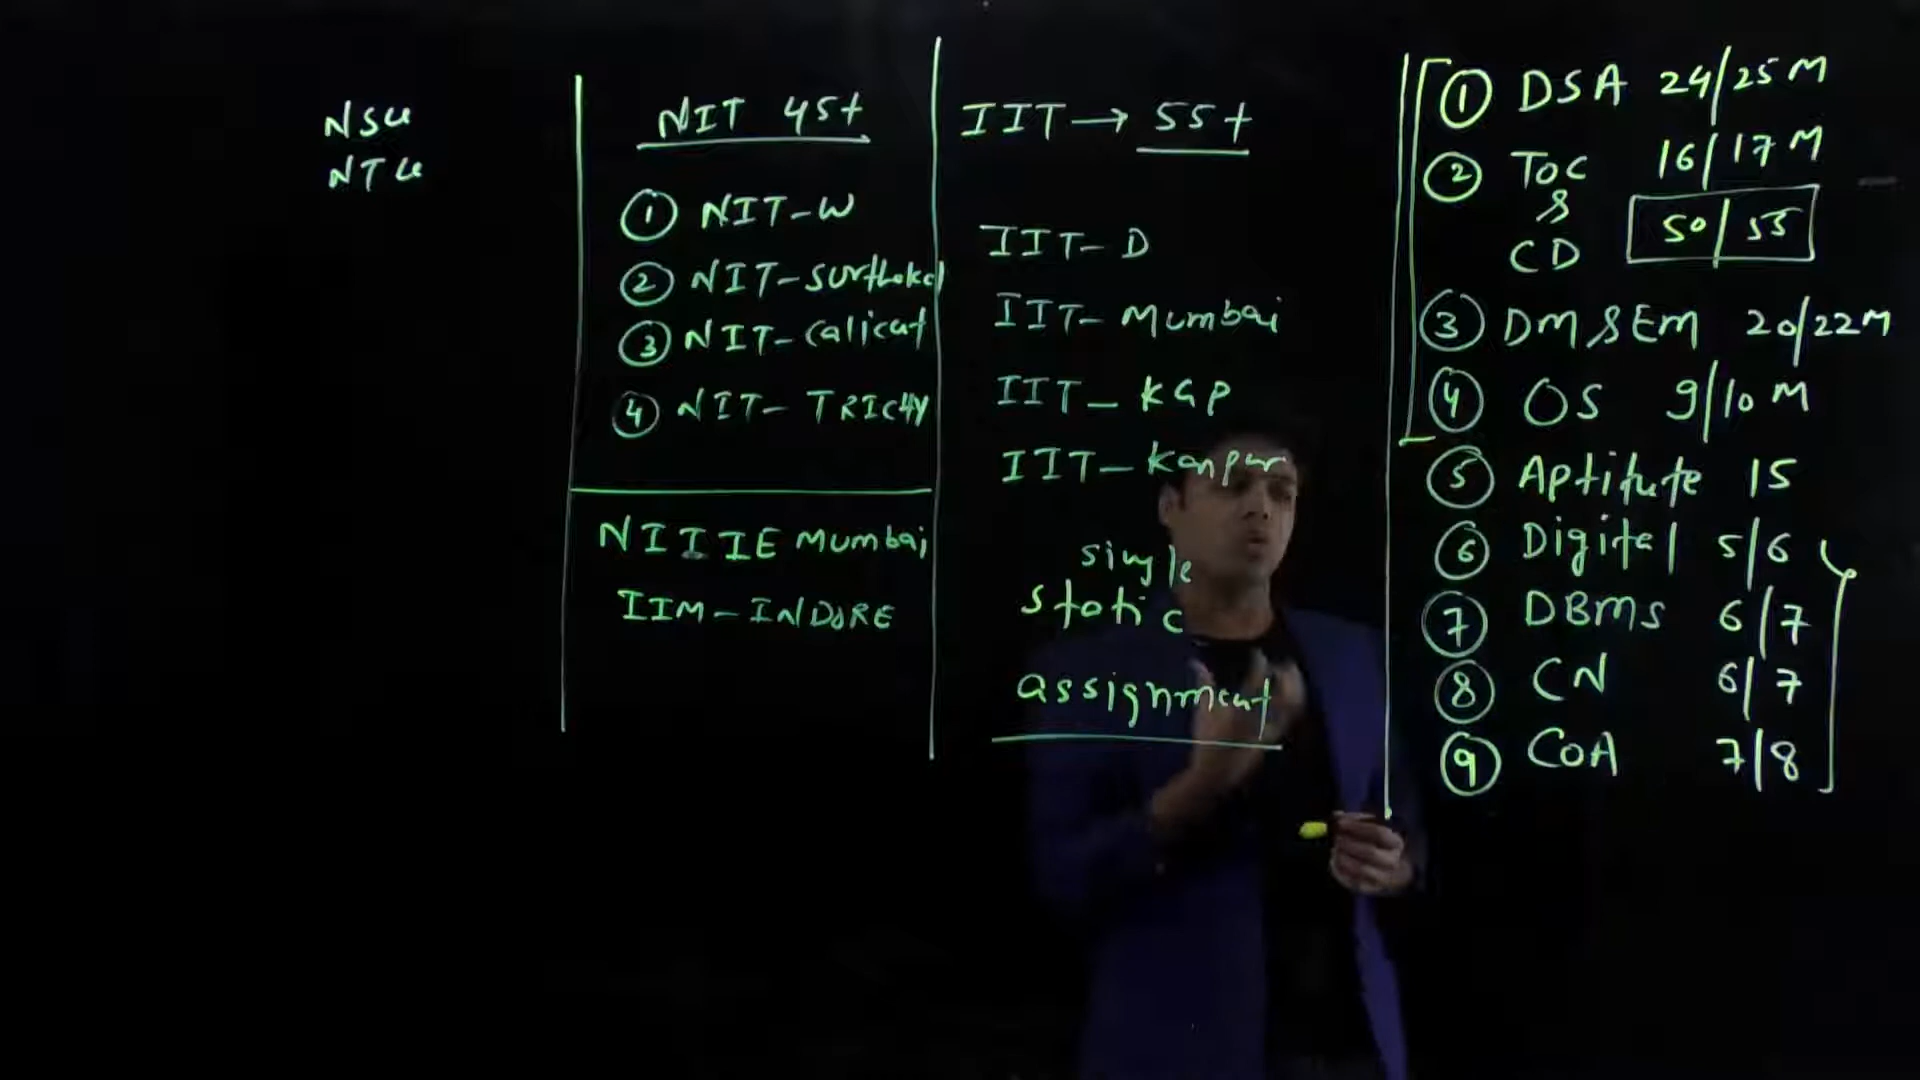 NSU
NTU
NIT 45+
① NIT-W
② NIT-Surthakal
③ NIT-Calicut
④ NIT-TRICHY
NITIE Mumbai
IIM-INDORE
IIT→ 55+
IIT-D
IIT-Mumbai
IIT-KGP
IIT-Kanpur
single
static
assignment
① DSA 24/25M
② TOC 16/17M
&
CD 50/55
③ DM & EM 20/22M
④ OS 9/10M
⑤ Aptitute 15
⑥ Digital 5/6
⑦ DBMS 6/7
⑧ CN 6/7
⑨ COA 7/8